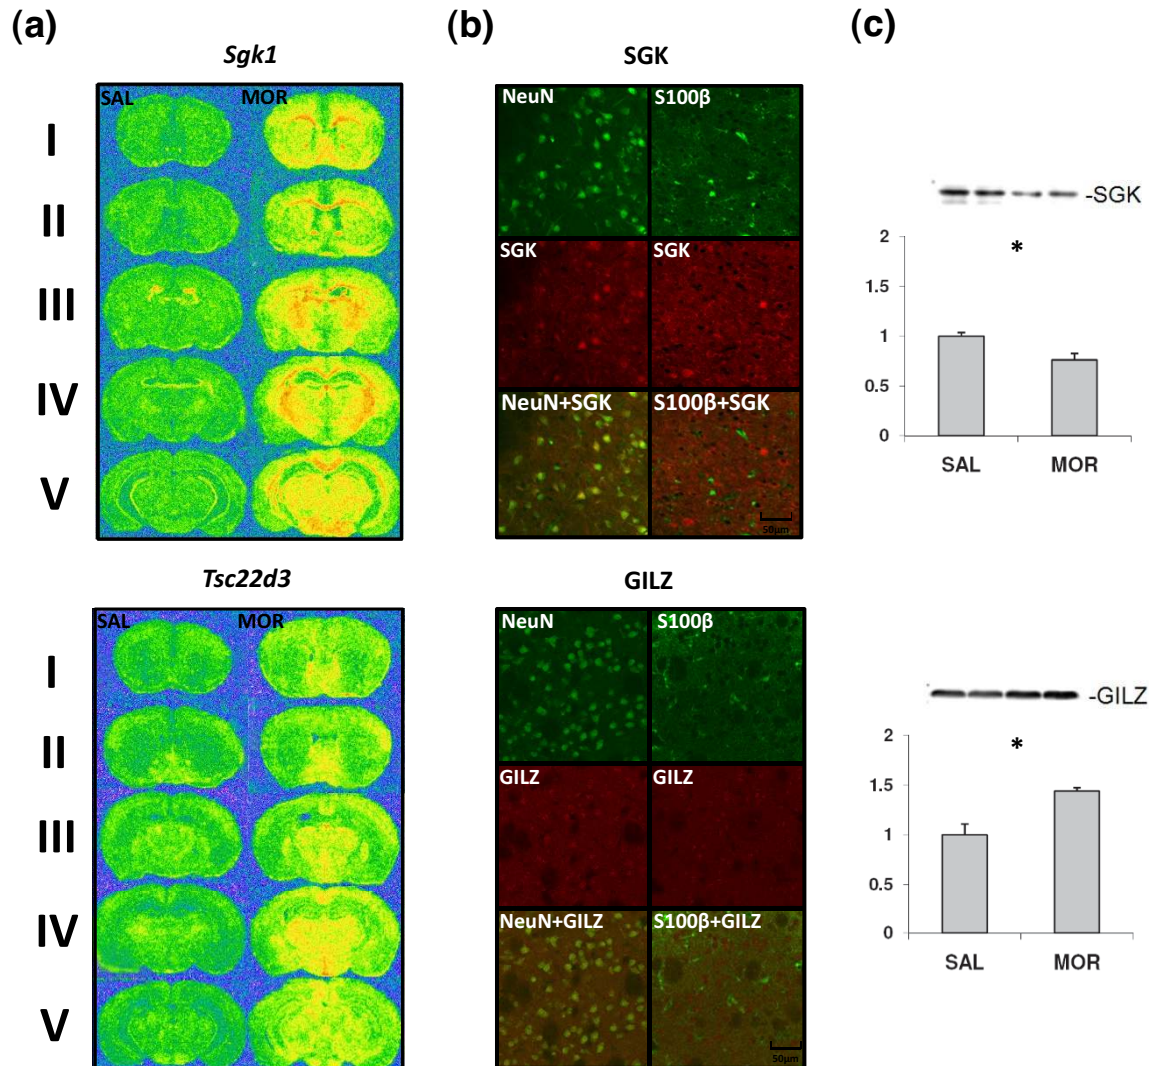 (a)
Sgk1
SAL MOR
I
II
III
IV
V
Tsc22d3
SAL MOR
I
II
III
IV
V
(b)
SGK
NeuN S100β
SGK SGK
NeuN+SGK S100β+SGK
50μm
GILZ
NeuN S100β
GILZ GILZ
NeuN+GILZ S100β+GILZ
50μm
(c)
-SGK
2
*
1.5
1
0.5
0
SAL MOR
-GILZ
2
*
1.5
1
0.5
0
SAL MOR